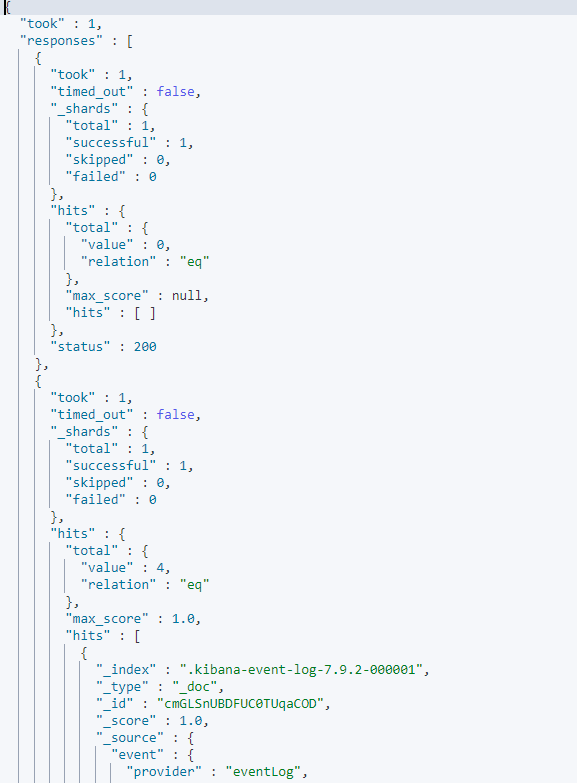 {
  "took" : 1,
  "responses" : [
    {
      "took" : 1,
      "timed_out" : false,
      "_shards" : {
        "total" : 1,
        "successful" : 1,
        "skipped" : 0,
        "failed" : 0
      },
      "hits" : {
        "total" : {
          "value" : 0,
          "relation" : "eq"
        },
        "max_score" : null,
        "hits" : [ ]
      },
      "status" : 200
    },
    {
      "took" : 1,
      "timed_out" : false,
      "_shards" : {
        "total" : 1,
        "successful" : 1,
        "skipped" : 0,
        "failed" : 0
      },
      "hits" : {
        "total" : {
          "value" : 4,
          "relation" : "eq"
        },
        "max_score" : 1.0,
        "hits" : [
          {
            "_index" : ".kibana-event-log-7.9.2-000001",
            "_type" : "_doc",
            "_id" : "cmGLSnUBDFUC0TUqaCOD",
            "_score" : 1.0,
            "_source" : {
              "event" : {
                "provider" : "eventLog",